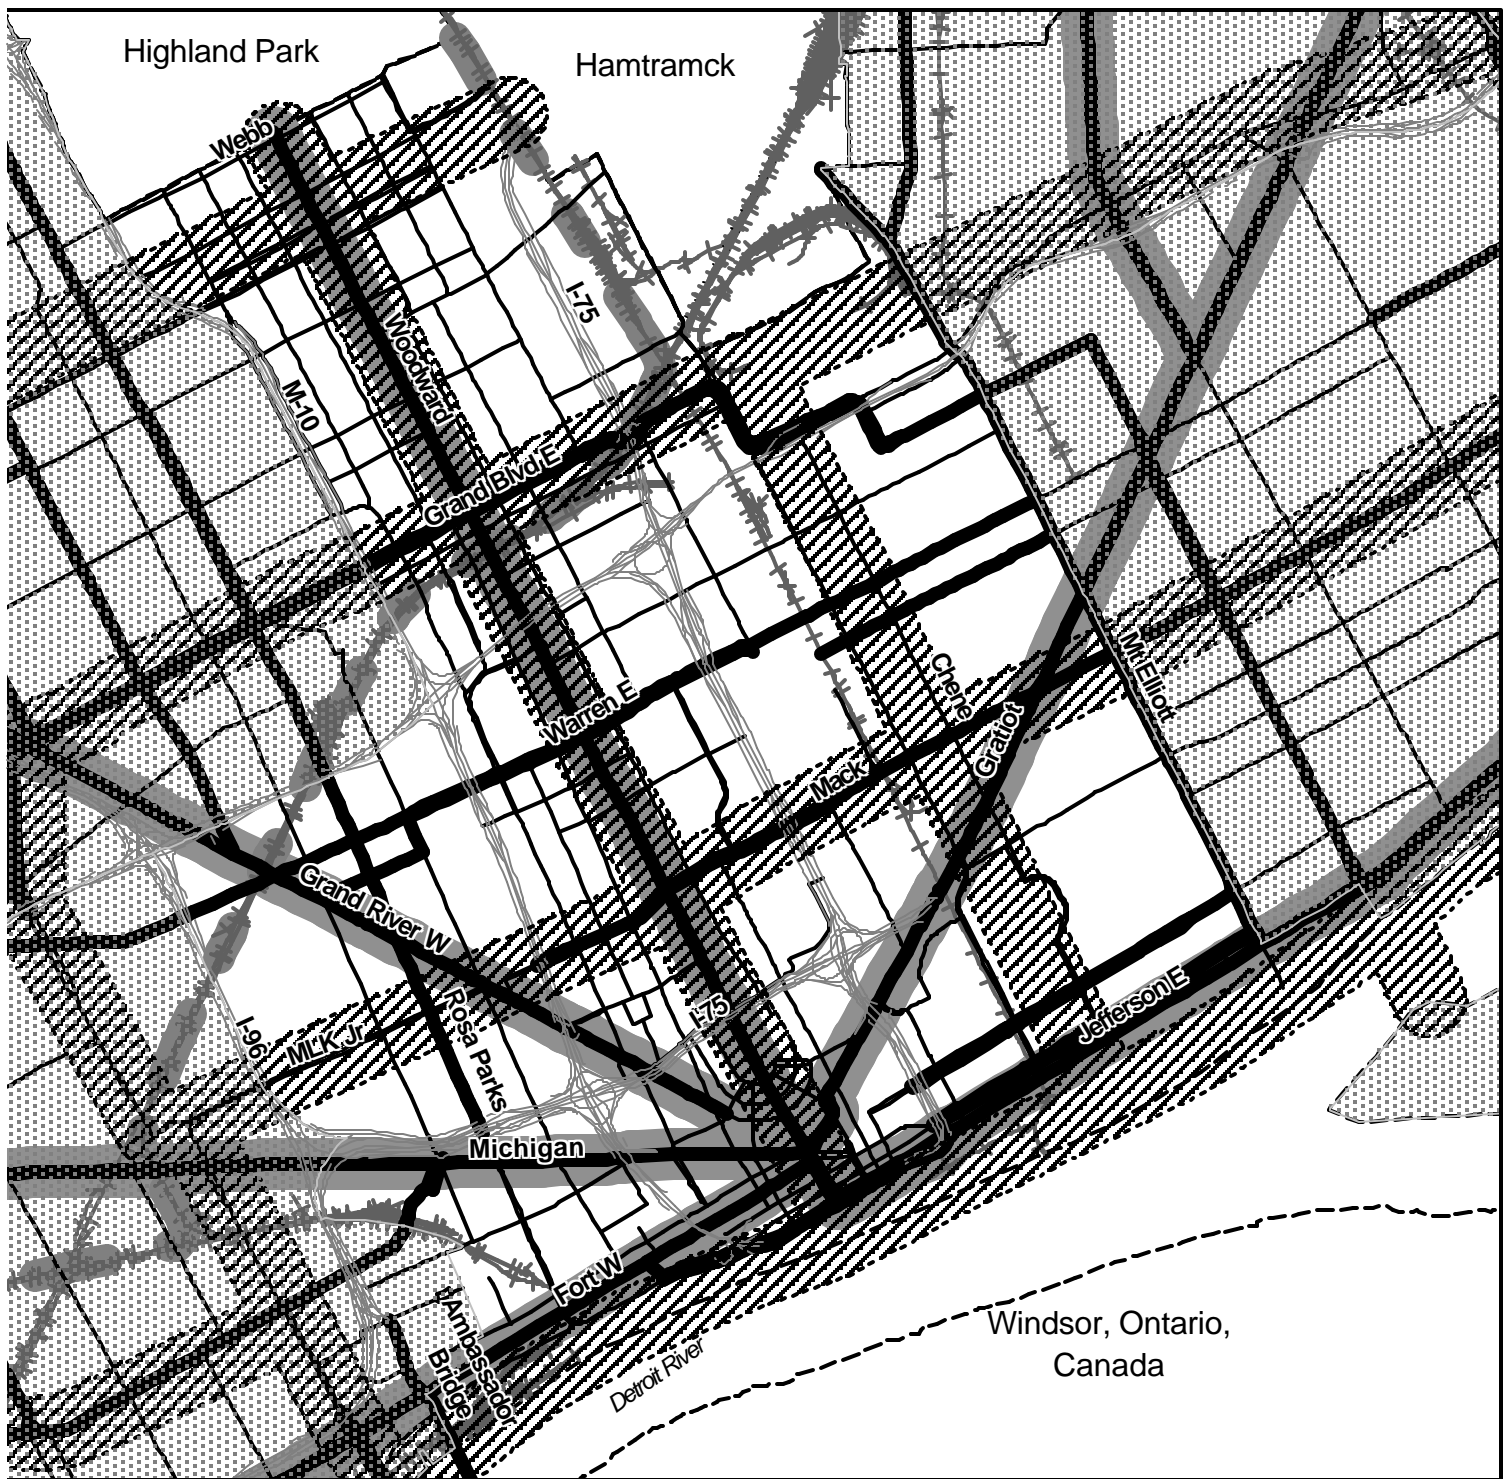 Highland Park
Hamtramck
Webb
I-75
Woodward
M-10
Grand Blvd E
Chene
Mt. Elliott
Warren E
Gratiot
Mack
Grand River W
Rosa Parks
I-75
Jefferson E
I-96
MLK Jr
Michigan
Fort W
Ambassador
Bridge
Detroit River
Windsor, Ontario,
Canada